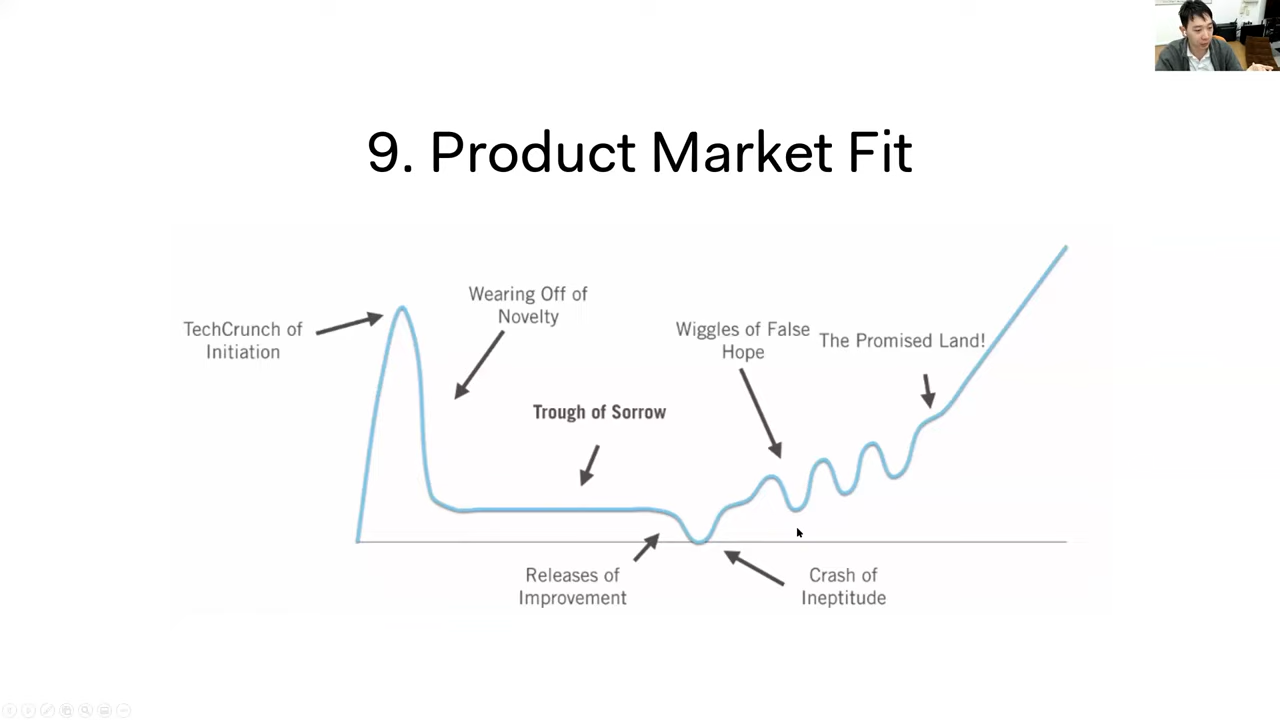 9. Product Market Fit
TechCrunch of
Initiation
Wearing Off of
Novelty
Trough of Sorrow
Wiggles of False
Hope
The Promised Land!
Releases of
Improvement
Crash of
Ineptitude